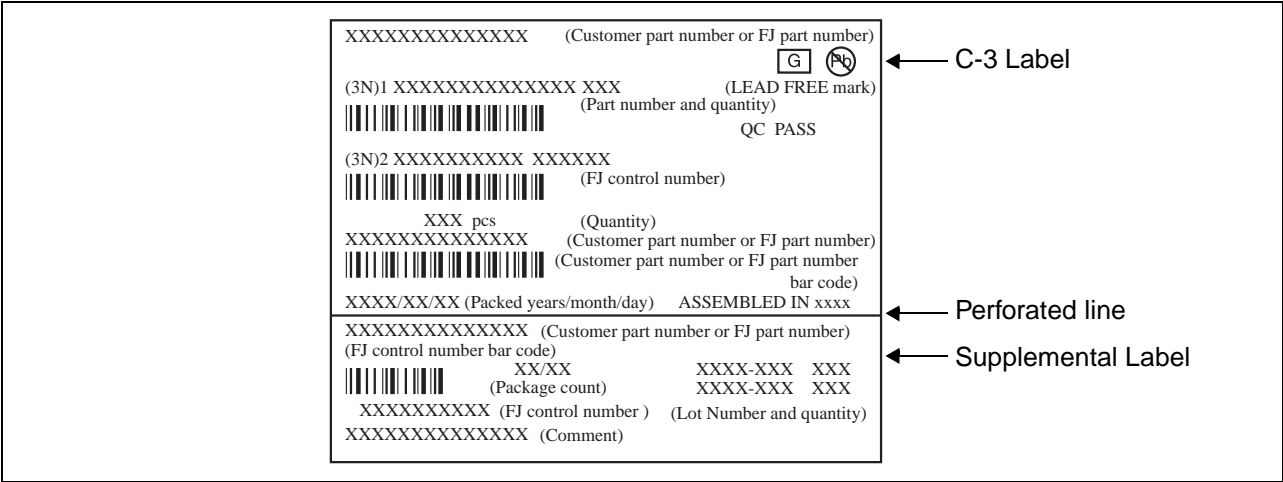 XXXXXXXXXXXXXX (Customer part number or FJ part number)
G Pb
C-3 Label
(3N)1 XXXXXXXXXXXXXX XXX (LEAD FREE mark)
(Part number and quantity)
QC PASS
(3N)2 XXXXXXXXXX XXXXXX
(FJ control number)
XXX pcs (Quantity)
XXXXXXXXXXXXXX (Customer part number or FJ part number)
(Customer part number or FJ part number
bar code)
XXXX/XX/XX (Packed years/month/day) ASSEMBLED IN xxxx
Perforated line
XXXXXXXXXXXXXX (Customer part number or FJ part number)
(FJ control number bar code)
Supplemental Label
XX/XX XXXX-XXX XXX
(Package count) XXXX-XXX XXX
XXXXXXXXXX (FJ control number ) (Lot Number and quantity)
XXXXXXXXXXXXXX (Comment)